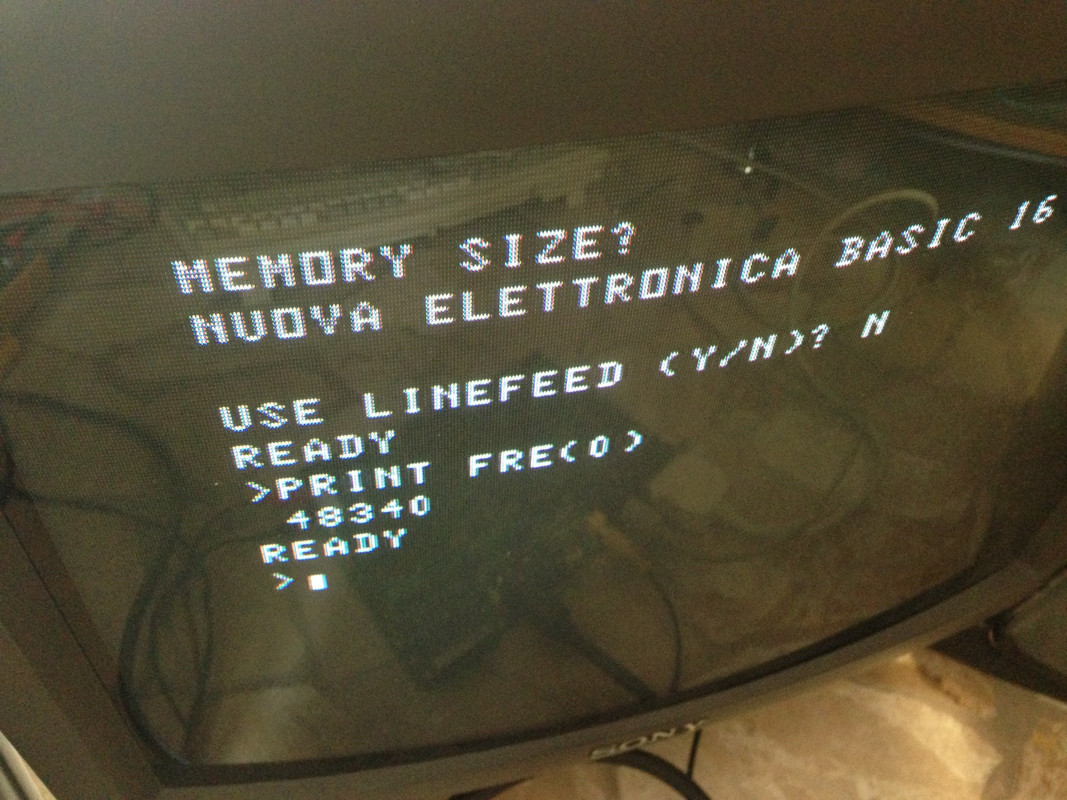 MEMORY SIZE?
NUOVA ELETTRONICA BASIC 16
USE LINEFEED (Y/N)? N
READY
>PRINT FRE(0)
48340
READY
>
SONY